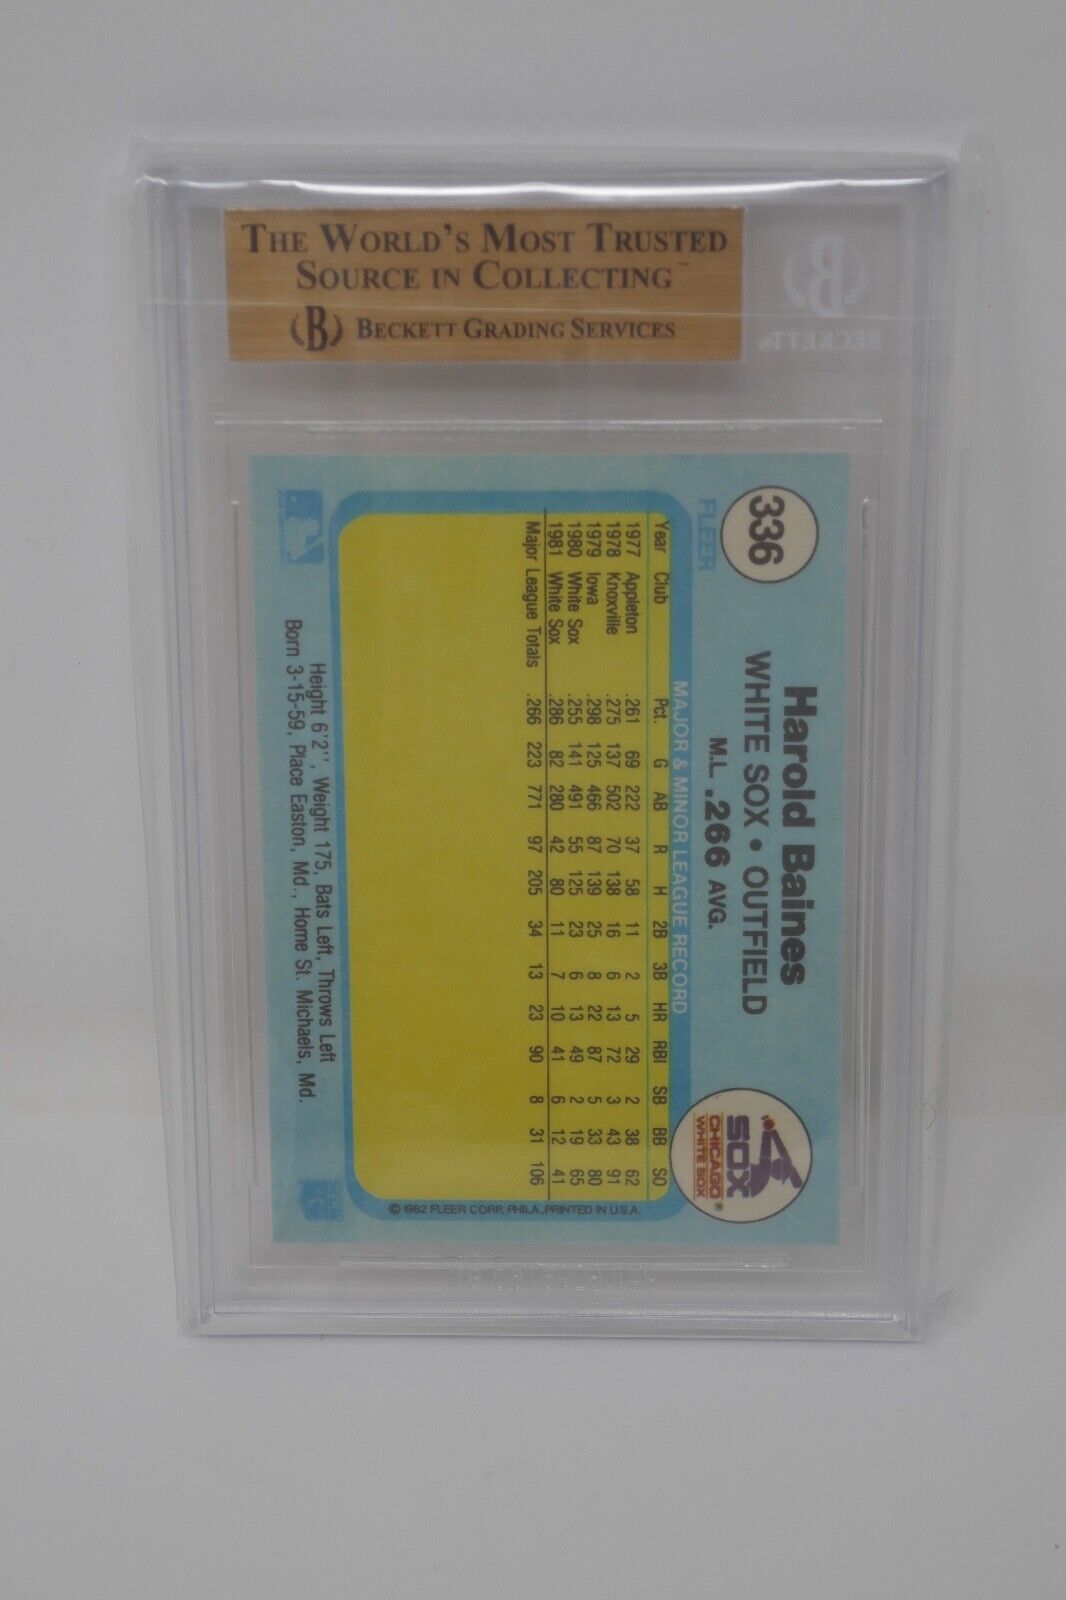 THE WORLD'S MOST TRUSTED
SOURCE IN COLLECTING™
B BECKETT GRADING SERVICES
B
BECKETT®
336
FLEER
Harold Baines
WHITE SOX • OUTFIELD
M.L. .266 AVG.
SOX
CHICAGO
WHITE SOX ®
MAJOR & MINOR LEAGUE RECORD
Year Club Pct. G AB R H 2B 3B HR RBI SB BB SO
1977 Appleton .261 69 222 37 58 11 2 5 29 2 38 62
1978 Knoxville .275 137 502 70 138 16 6 13 72 3 43 91
1979 Iowa .298 125 466 87 139 25 8 22 87 5 33 80
1980 White Sox .255 141 491 55 125 23 6 13 49 2 19 65
1981 White Sox .286 82 280 42 80 11 7 10 41 6 12 41
Major League Totals .266 223 771 97 205 34 13 23 90 8 31 106
© 1982 FLEER CORP. PHILA., PRINTED IN U.S.A.
Height 6'2", Weight 175, Bats Left, Throws Left
Born 3-15-59, Place Easton, Md., Home St. Michaels, Md.